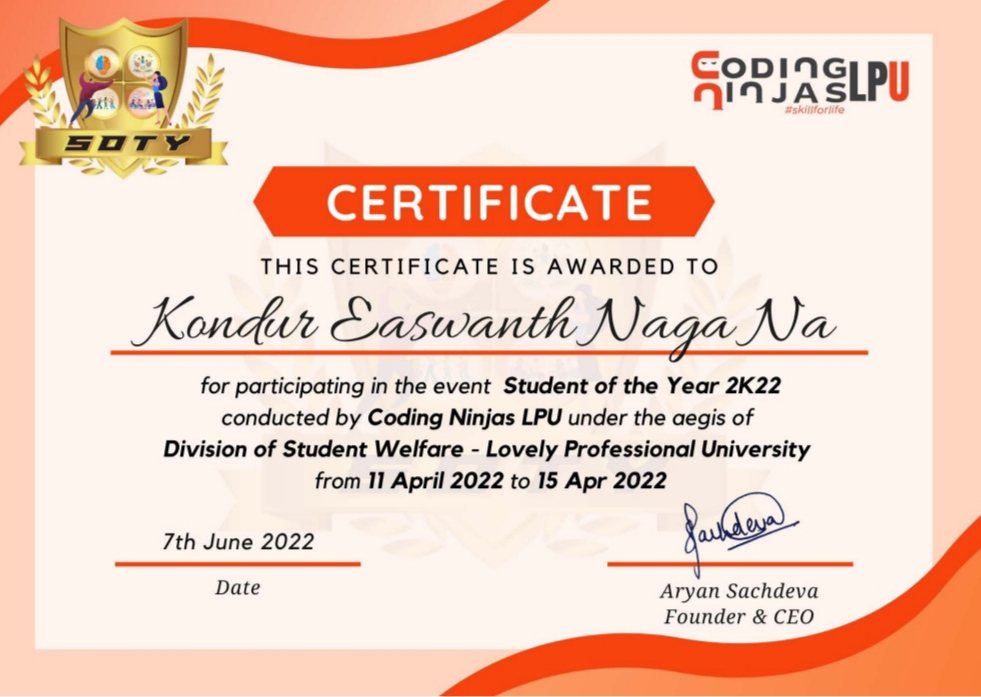 SOTY
CODING
NINJAS LPU
#skillforlife
CERTIFICATE
THIS CERTIFICATE IS AWARDED TO
Kondur Easwanth Naga Na
for participating in the event Student of the Year 2K22
conducted by Coding Ninjas LPU under the aegis of
Division of Student Welfare - Lovely Professional University
from 11 April 2022 to 15 Apr 2022
7th June 2022
Date
Sachdeva
Aryan Sachdeva
Founder & CEO